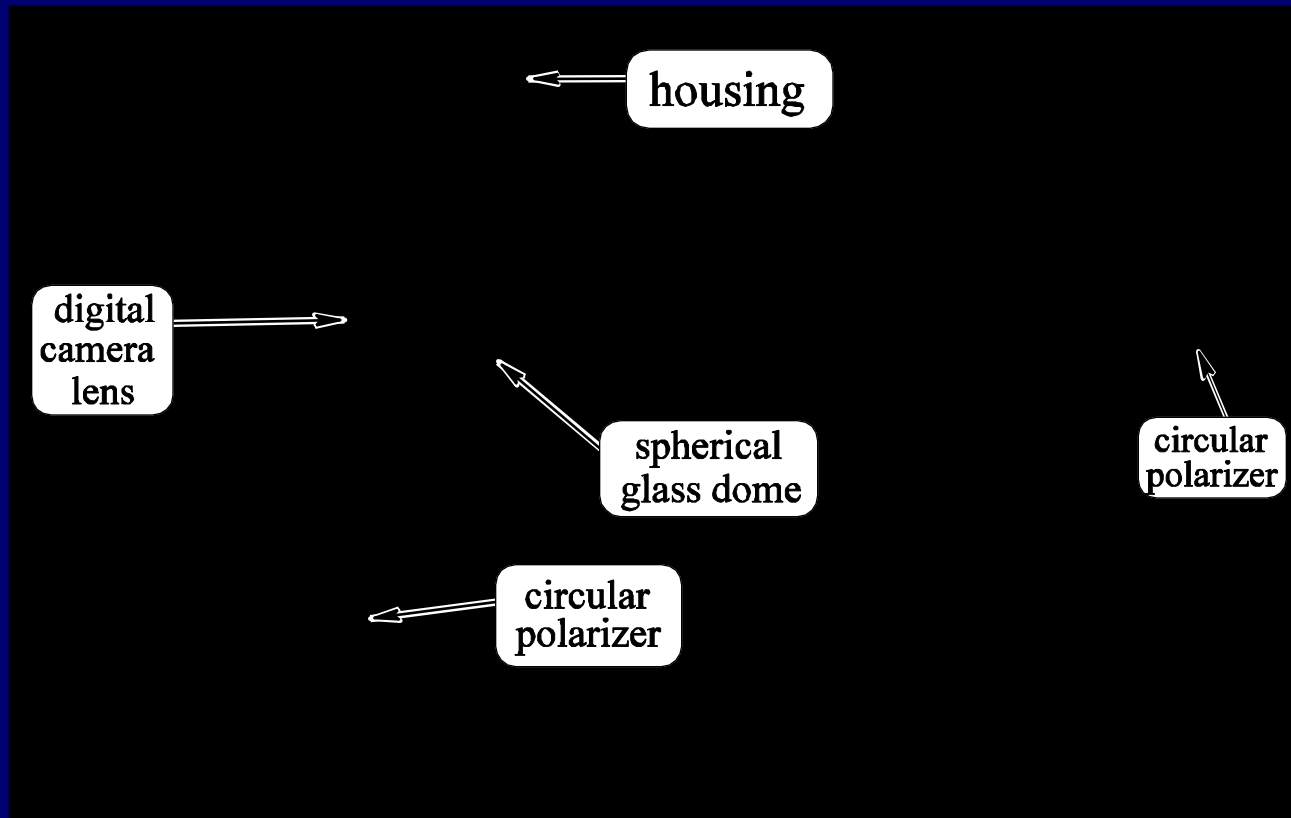 housing
digital
camera
lens
spherical
glass dome
circular
polarizer
circular
polarizer